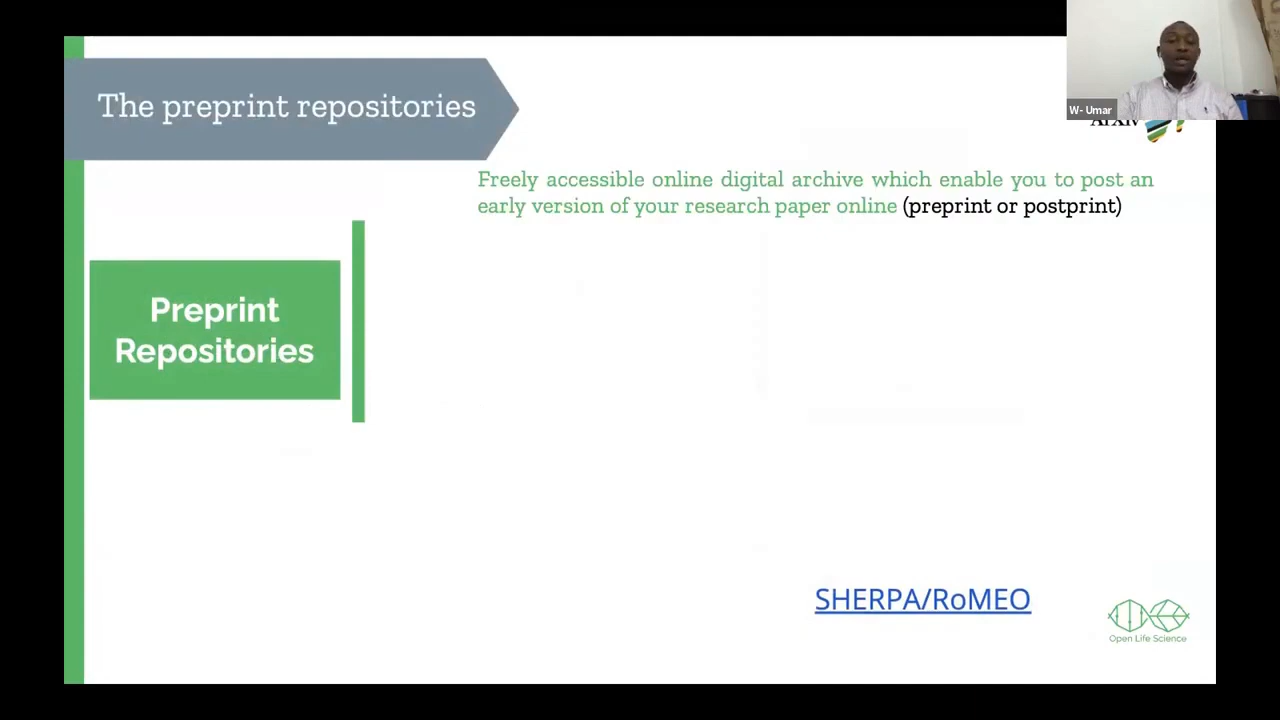 The preprint repositories
W- Umar
Freely accessible online digital archive which enable you to post an
early version of your research paper online (preprint or postprint)
Preprint
Repositories
SHERPA/RoMEO
Open Life Science